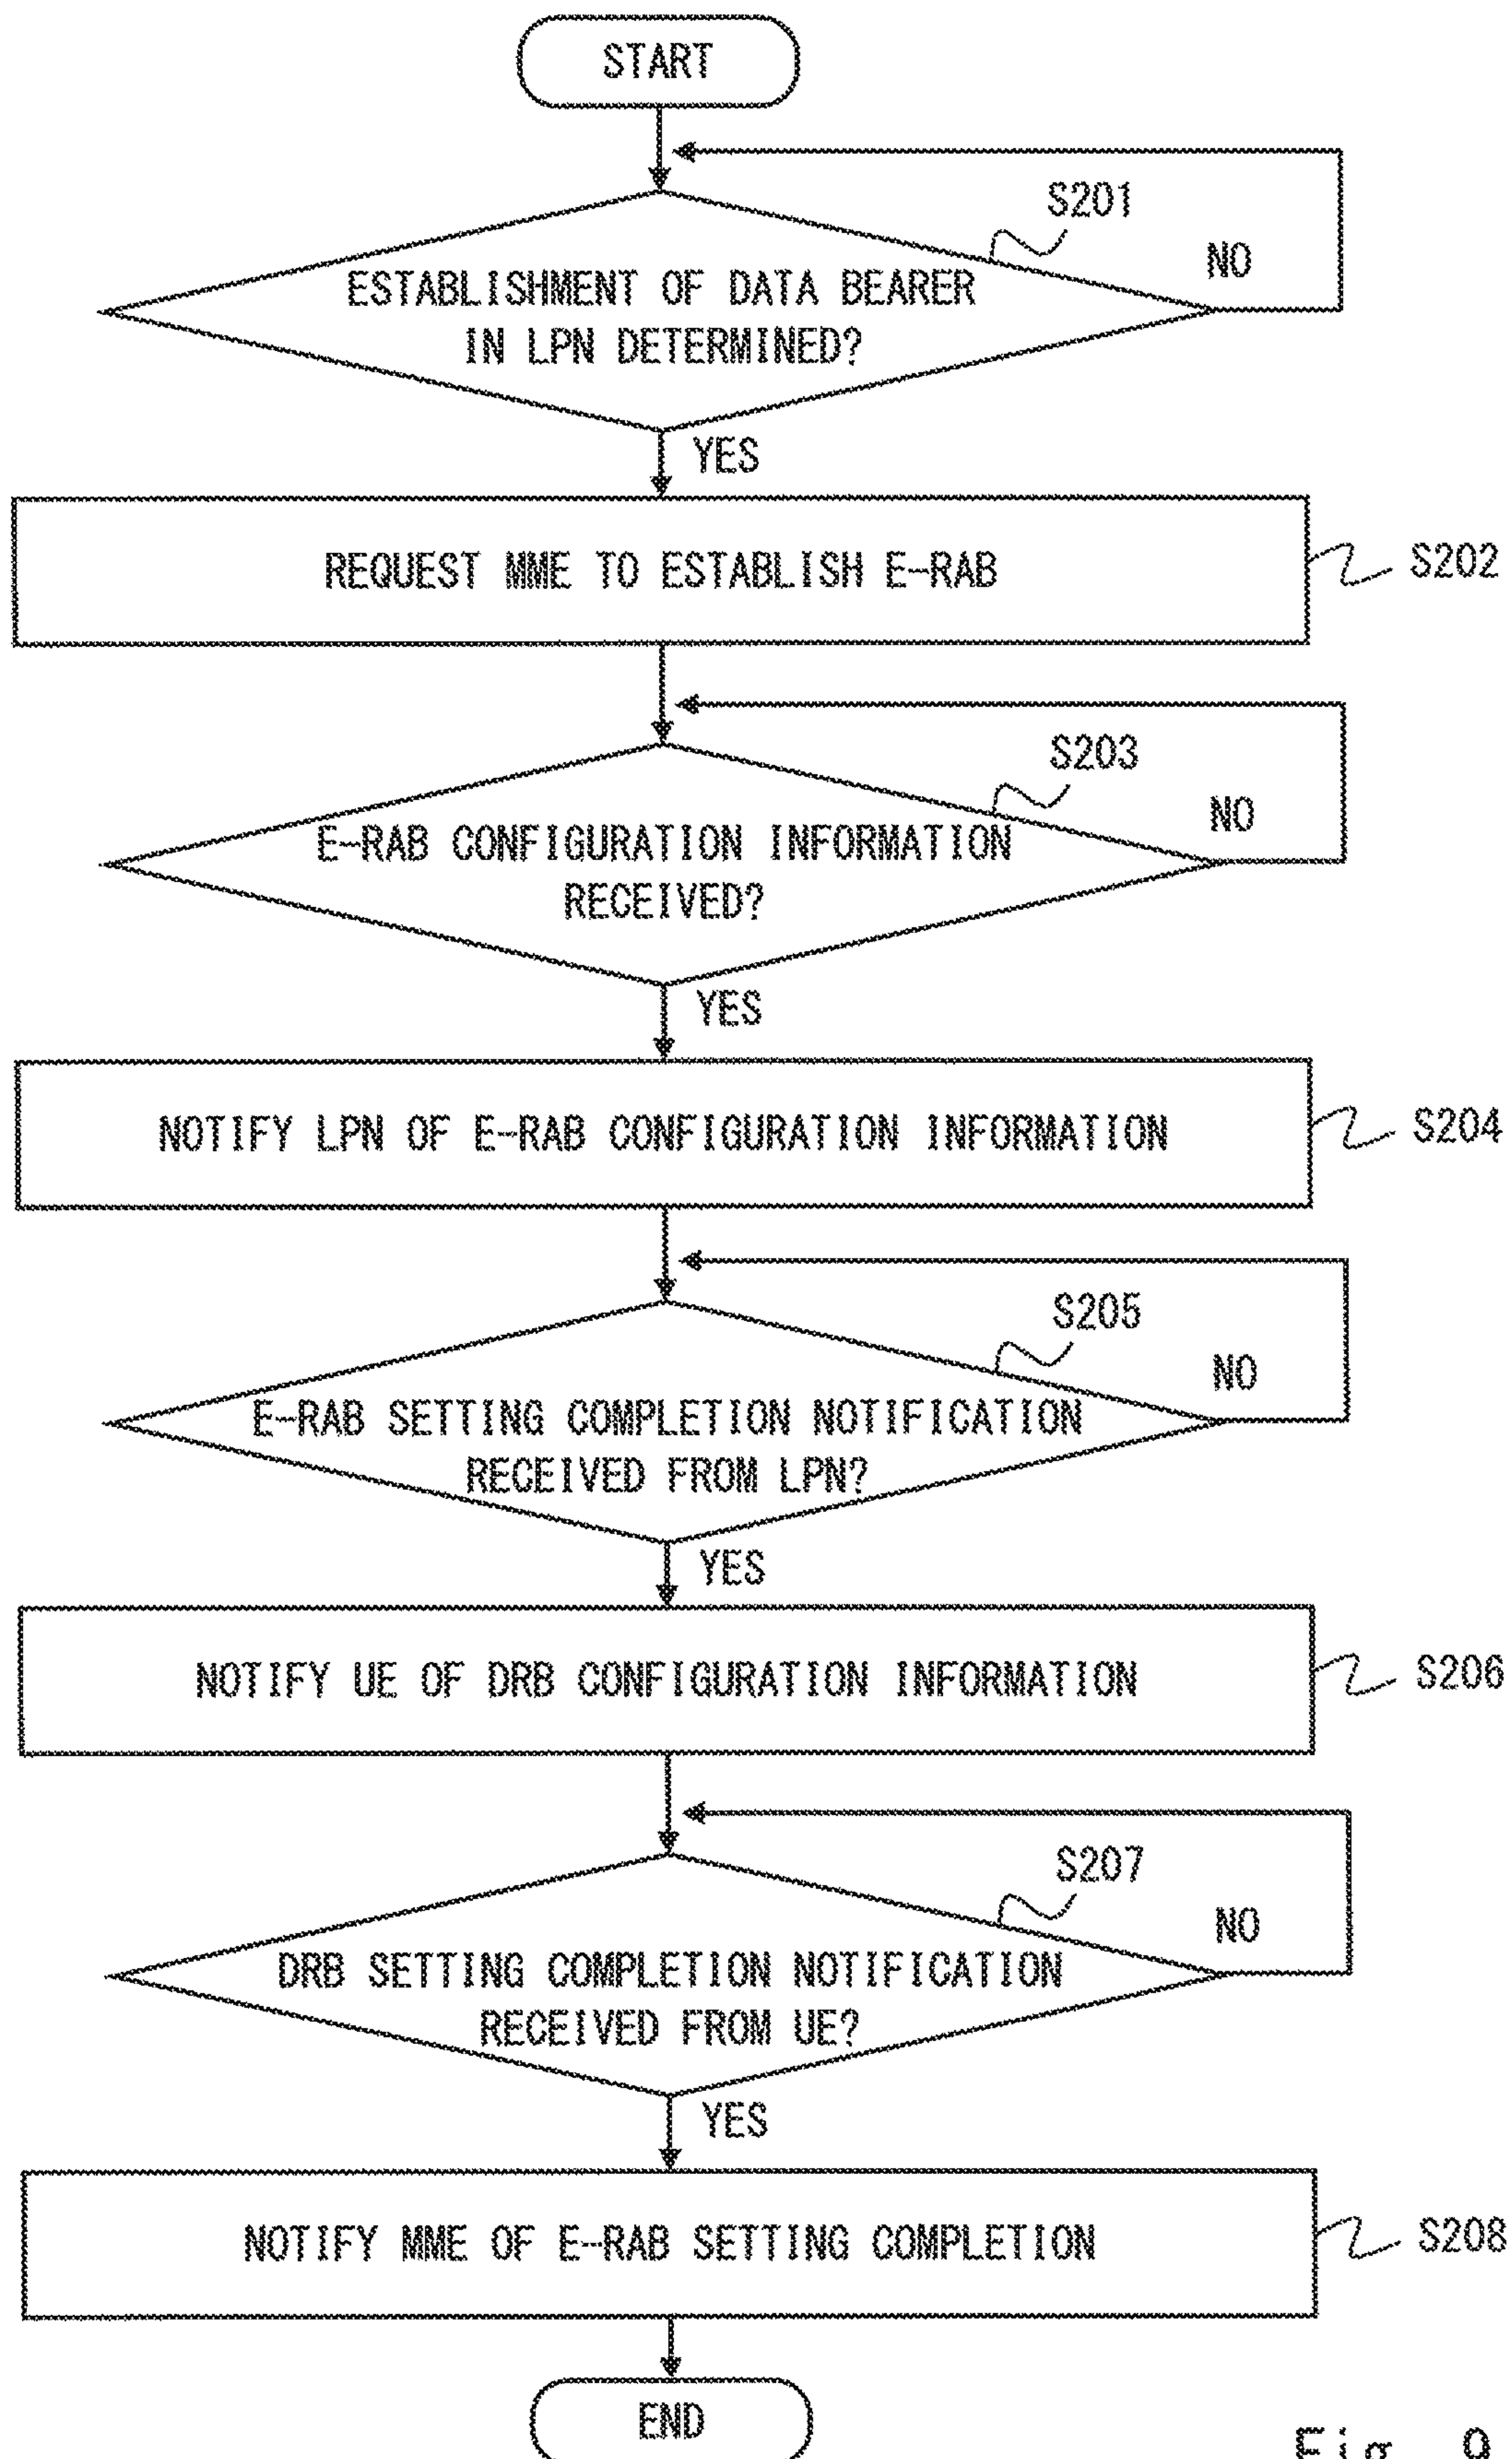 START
S201
NO
ESTABLISHMENT OF DATA BEARER
IN LPN DETERMINED?
YES
REQUEST MME TO ESTABLISH E-RAB
S202
S203
NO
E-RAB CONFIGURATION INFORMATION
RECEIVED?
YES
NOTIFY LPN OF E-RAB CONFIGURATION INFORMATION
S204
S205
NO
E-RAB SETTING COMPLETION NOTIFICATION
RECEIVED FROM LPN?
YES
NOTIFY UE OF DRB CONFIGURATION INFORMATION
S206
S207
NO
DRB SETTING COMPLETION NOTIFICATION
RECEIVED FROM UE?
YES
NOTIFY MME OF E-RAB SETTING COMPLETION
S208
END
Fig. 9